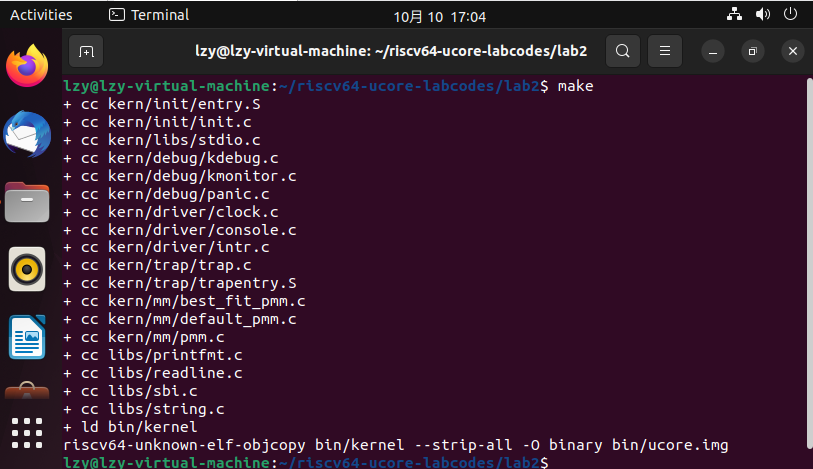 Activities
Terminal
10月 10 17:04
lzy@lzy-virtual-machine: ~/riscv64-ucore-labcodes/lab2
lzy@lzy-virtual-machine:~/riscv64-ucore-labcodes/lab2$ make
+ cc kern/init/entry.S
+ cc kern/init/init.c
+ cc kern/libs/stdio.c
+ cc kern/debug/kdebug.c
+ cc kern/debug/kmonitor.c
+ cc kern/debug/panic.c
+ cc kern/driver/clock.c
+ cc kern/driver/console.c
+ cc kern/driver/intr.c
+ cc kern/trap/trap.c
+ cc kern/trap/trapentry.S
+ cc kern/mm/best_fit_pmm.c
+ cc kern/mm/default_pmm.c
+ cc kern/mm/pmm.c
+ cc libs/printfmt.c
+ cc libs/readline.c
+ cc libs/sbi.c
+ cc libs/string.c
+ ld bin/kernel
riscv64-unknown-elf-objcopy bin/kernel --strip-all -O binary bin/ucore.img
lzy@lzy-virtual-machine:~/riscv64-ucore-labcodes/lab2$